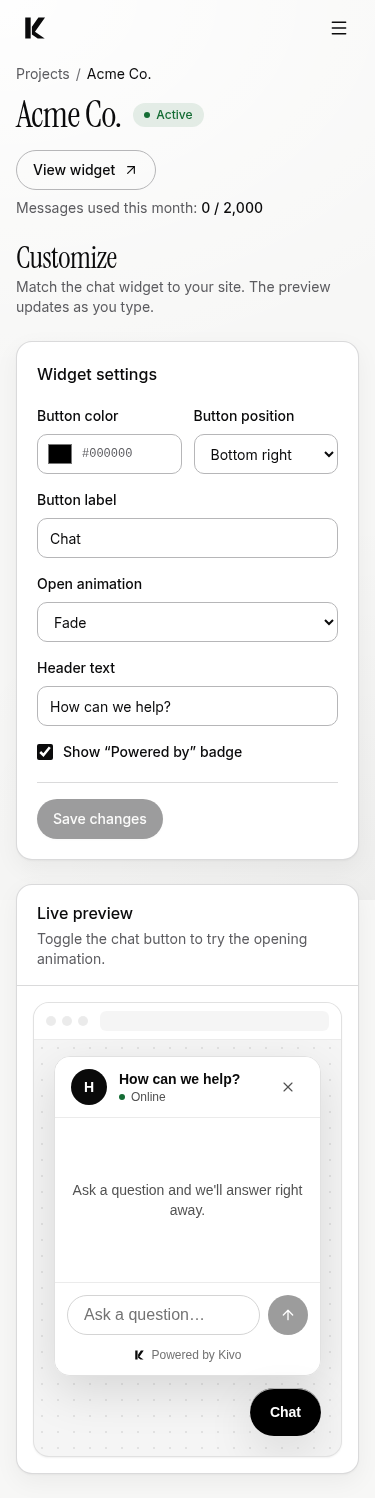 K
Projects / Acme Co.
Acme Co.
Active
View widget
Messages used this month: 0 / 2,000
Customize
Match the chat widget to your site. The preview
updates as you type.
Widget settings
Button color
Button position
#000000
Bottom right
Button label
Chat
Open animation
Fade
Header text
How can we help?
Show “Powered by” badge
Save changes
Live preview
Toggle the chat button to try the opening
animation.
H
How can we help?
Online
Ask a question and we'll answer right
away.
Ask a question…
K Powered by Kivo
Chat